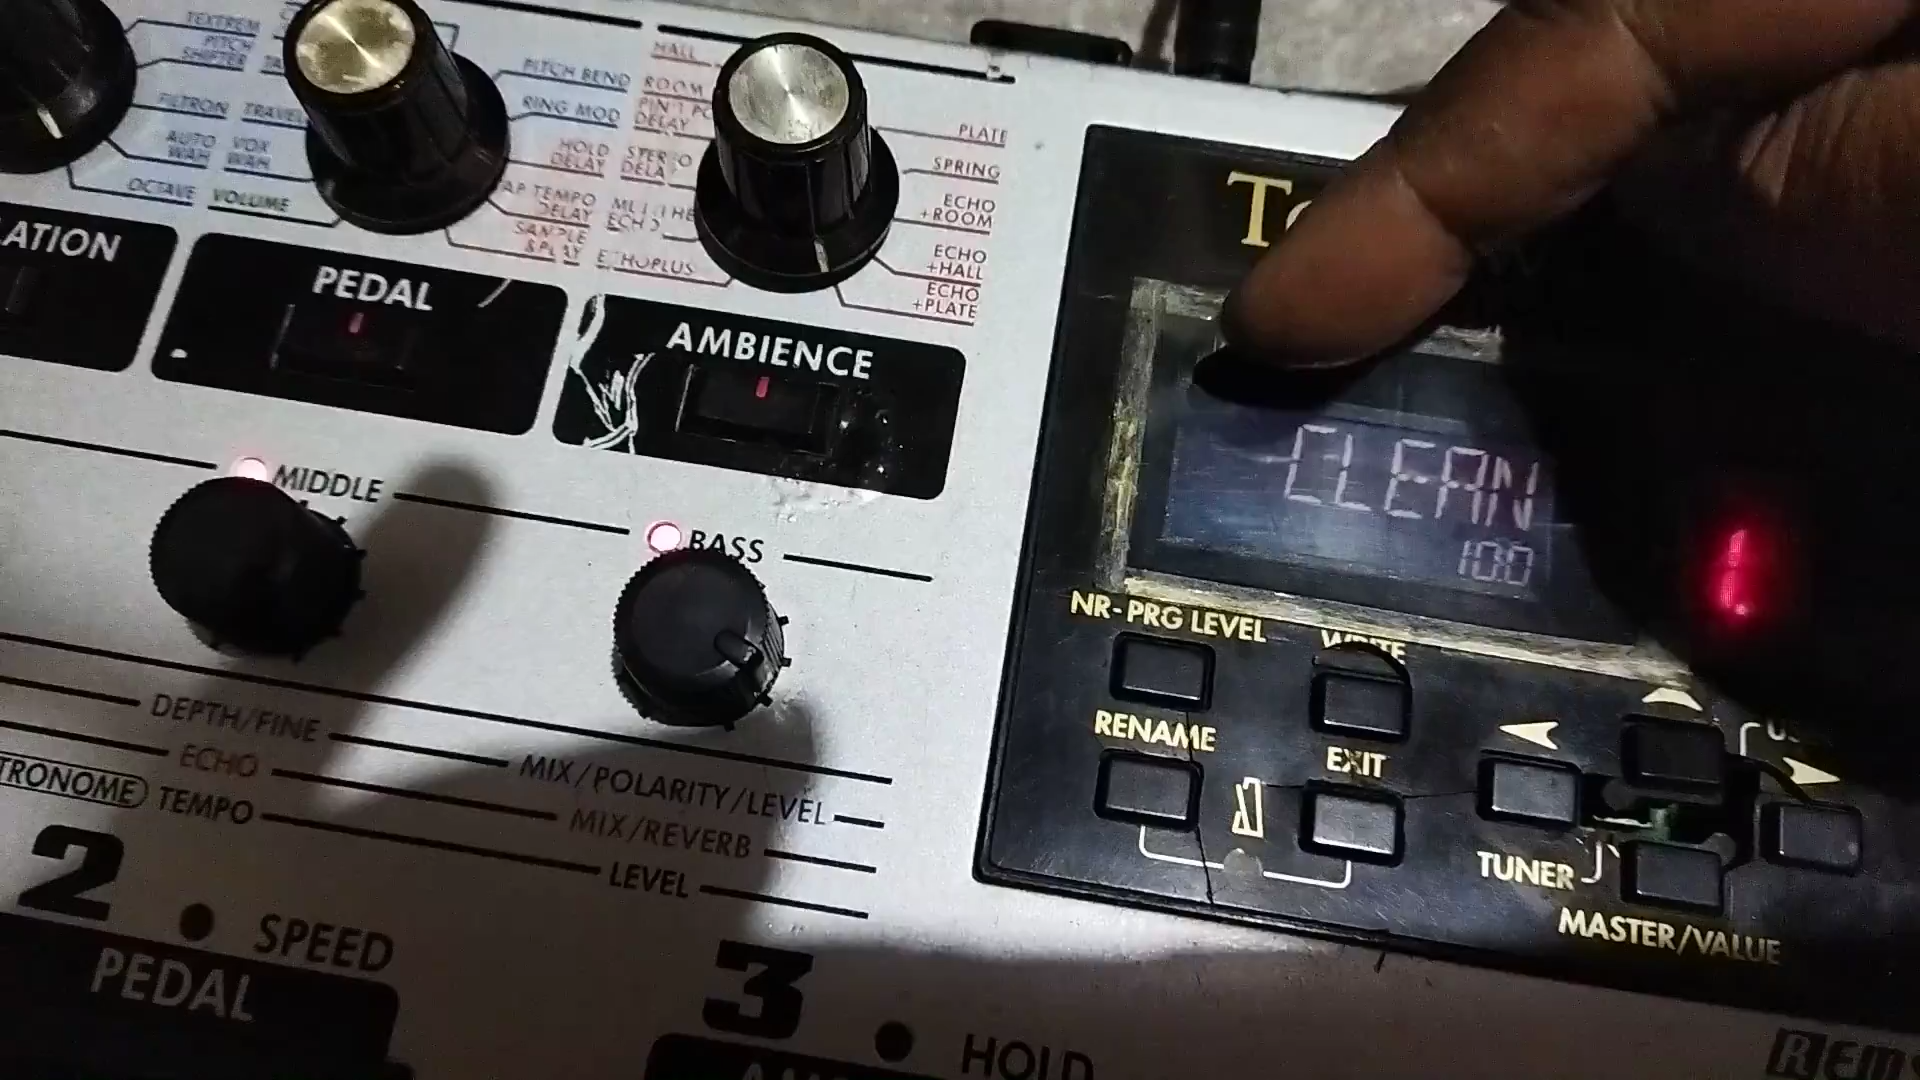 TEXTREM
PITCH
SHIFTER
FILTRON
AUTO
WAH
OCTAVE
VOX
WAH
VOLUME
PITCH BEND
RING MOD
HOLD
DELAY
TAP TEMPO
DELAY
SAMPLE
&PLAY
HALL
ROOM
DELAY
ECHOPLUS
PLATE
SPRING
ECHO
+ROOM
ECHO
+HALL
ECHO
+PLATE
PEDAL
AMBIENCE
MIDDLE
BASS
CLEAN
10.0
1
NR-PRG LEVEL
WRITE
RENAME
EXIT
TUNER
MASTER/VALUE
DEPTH/FINE
MIX/POLARITY/LEVEL
ECHO
MIX/REVERB
TEMPO
LEVEL
2
SPEED
PEDAL
3
HOLD